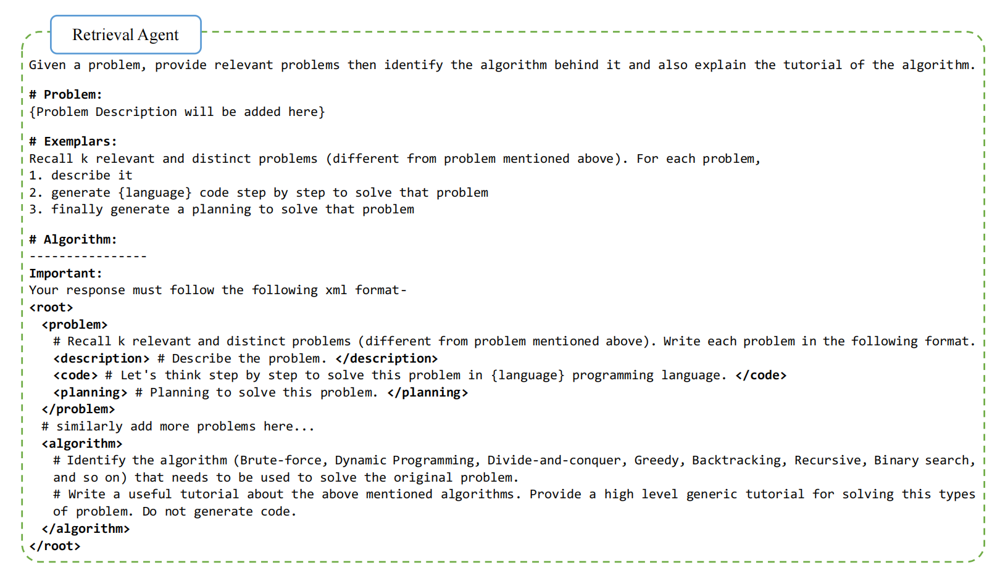 Retrieval Agent
Given a problem, provide relevant problems then identify the algorithm behind it and also explain the tutorial of the algorithm.
# Problem:
{Problem Description will be added here}
# Exemplars:
Recall k relevant and distinct problems (different from problem mentioned above). For each problem,
1. describe it
2. generate {language} code step by step to solve that problem
3. finally generate a planning to solve that problem
# Algorithm:
----------------
Important:
Your response must follow the following xml format-
<root>
<problem>
# Recall k relevant and distinct problems (different from problem mentioned above). Write each problem in the following format.
<description> # Describe the problem. </description>
<code> # Let's think step by step to solve this problem in {language} programming language. </code>
<planning> # Planning to solve this problem. </planning>
</problem>
# similarly add more problems here...
<algorithm>
# Identify the algorithm (Brute-force, Dynamic Programming, Divide-and-conquer, Greedy, Backtracking, Recursive, Binary search,
and so on) that needs to be used to solve the original problem.
# Write a useful tutorial about the above mentioned algorithms. Provide a high level generic tutorial for solving this types
of problem. Do not generate code.
</algorithm>
</root>